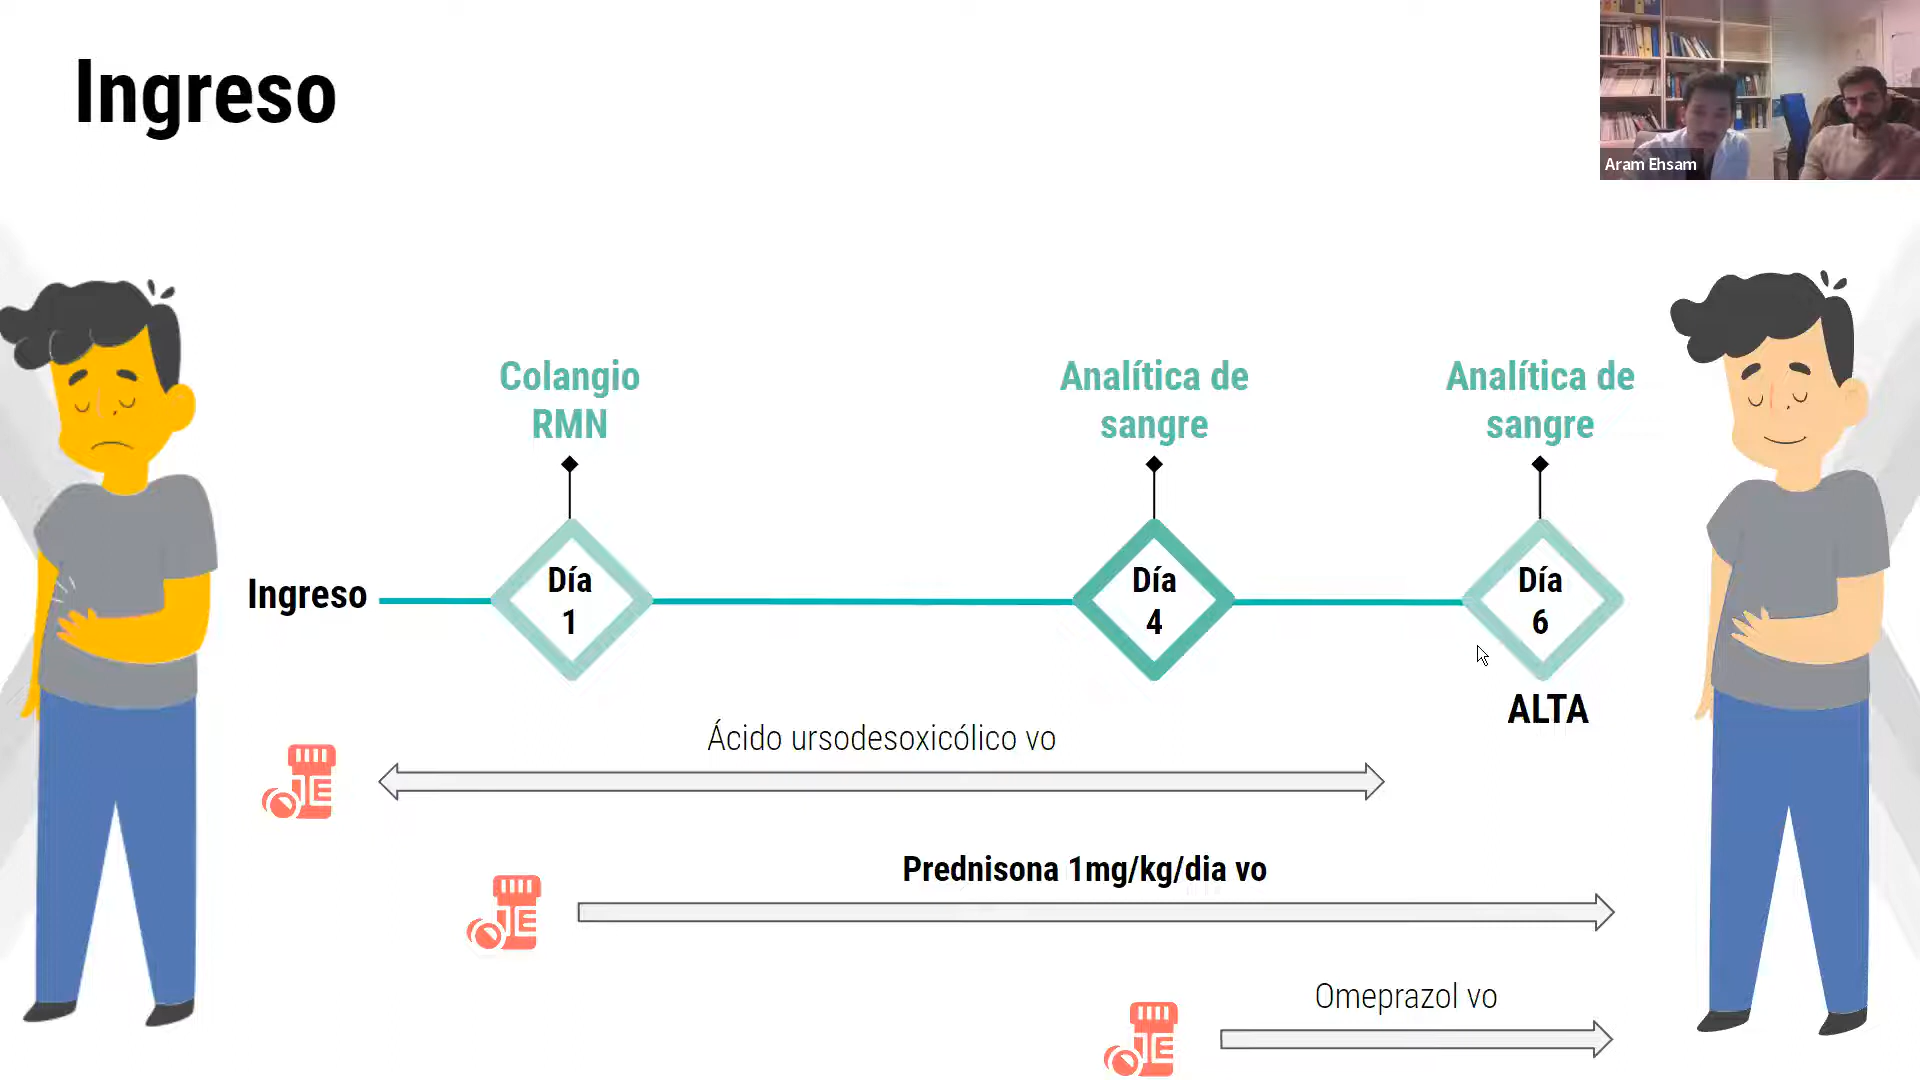 Ingreso
Aram Ehsam
Colangio
RMN
Analítica de
sangre
Analítica de
sangre
Ingreso
Día
1
Día
4
Día
6
ALTA
Ácido ursodesoxicólico vo
Prednisona 1mg/kg/dia vo
Omeprazol vo